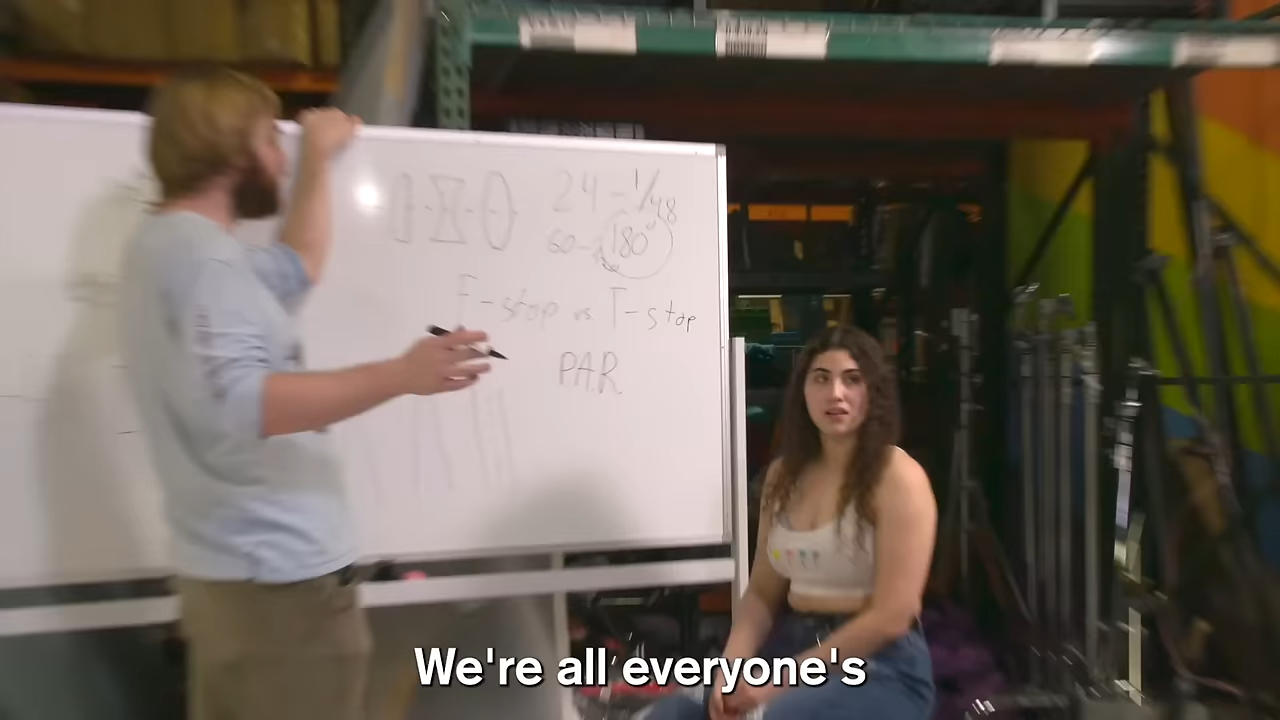 24 - 1/48
60 - 180°
F-stop vs. T-stop
PAR
We're all everyone's